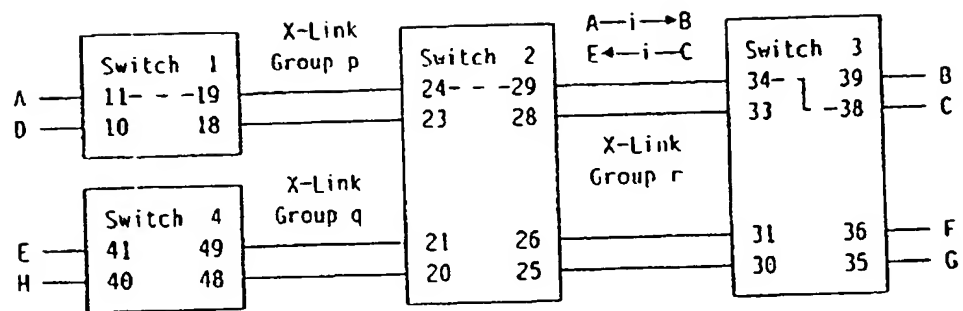 X-Link
Group p
A—i→B
E←i—C
Switch 1
11- - -19
10 18
A
D
Switch 2
24- - -29
23 28
21 26
20 25
Switch 3
34- 39
33 -38
31 36
30 35
B
C
F
G
X-Link
Group r
X-Link
Group q
Switch 4
41 49
40 48
E
H